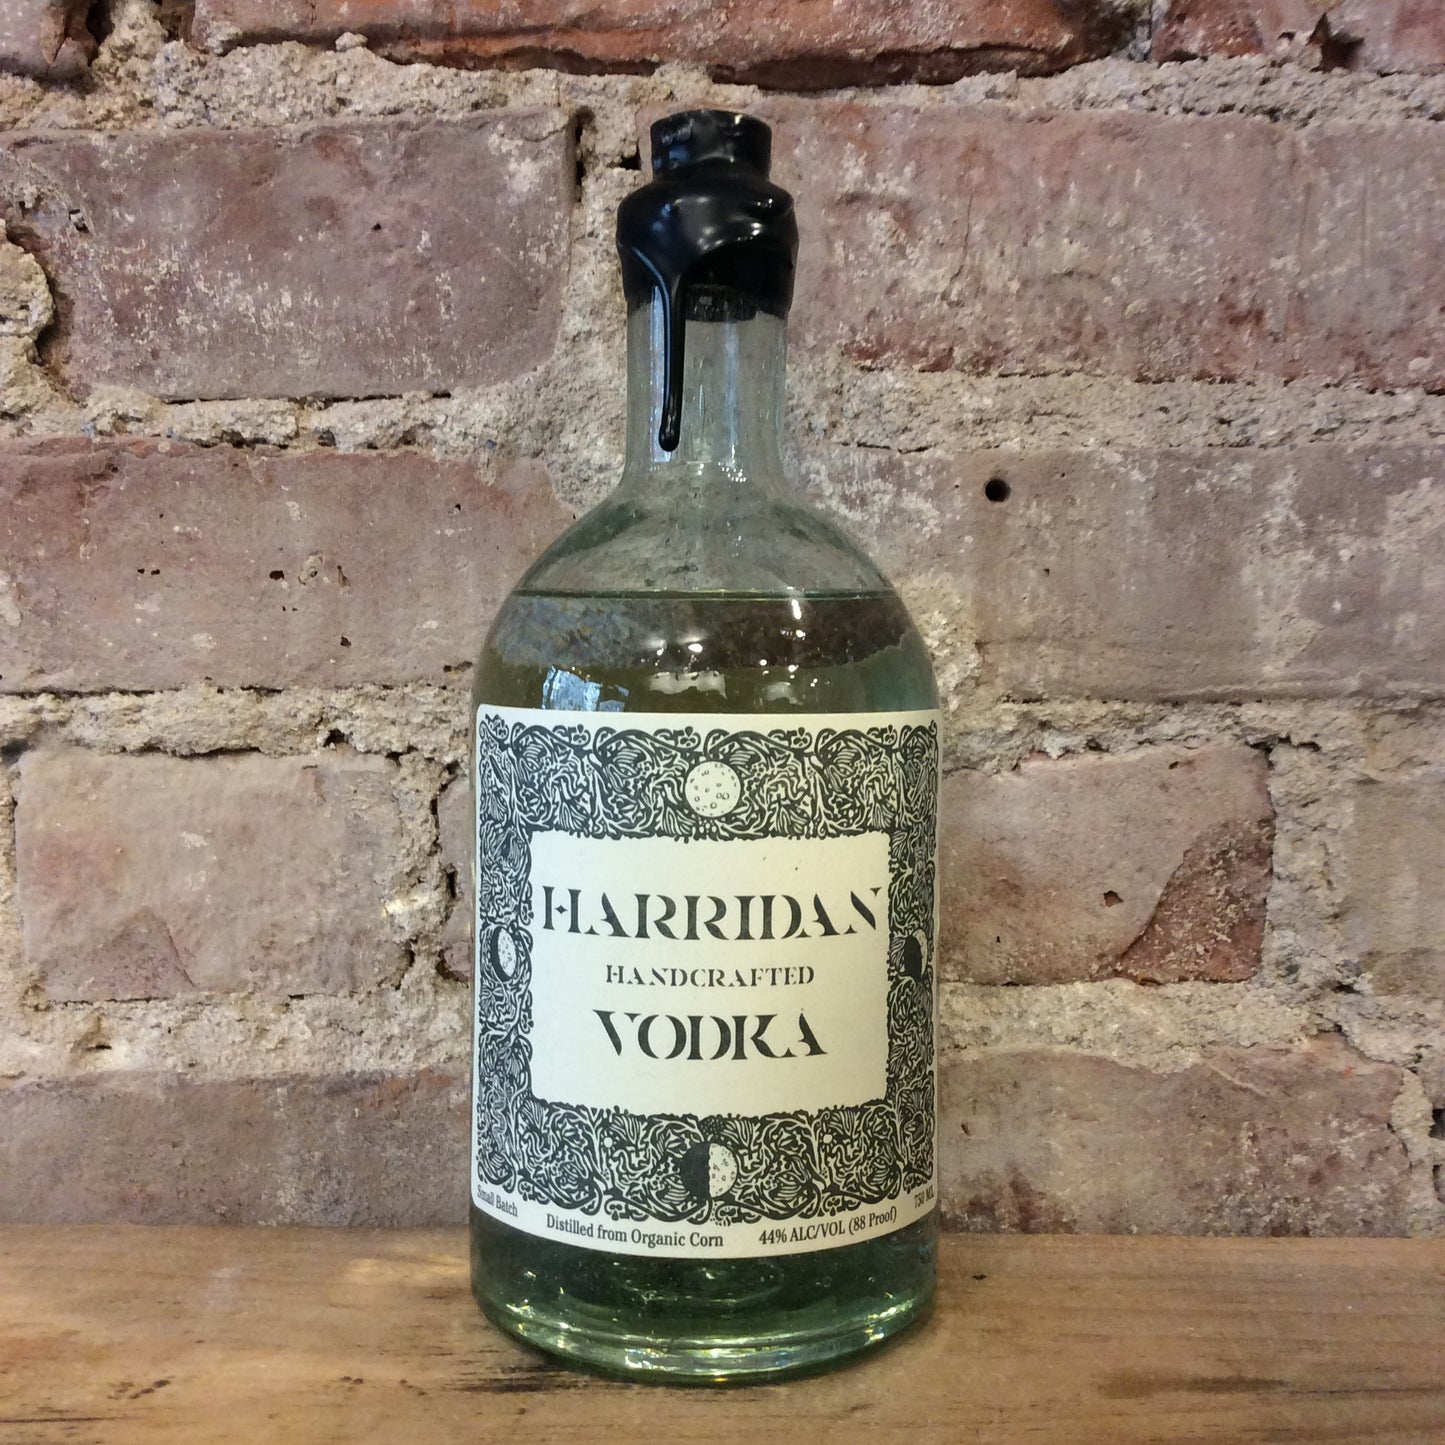 HARRIDAN
HANDCRAFTED
VODKA
Small Batch
Distilled from Organic Corn
44% ALC/VOL (88 Proof)
750 ML